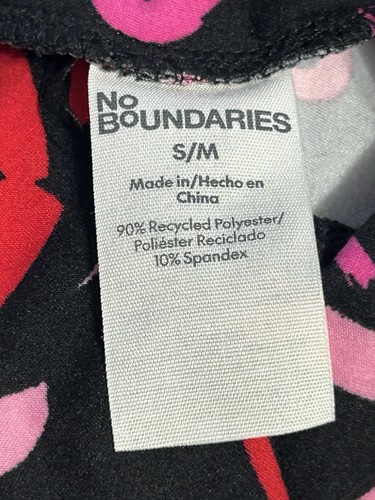 No
BOUNDARIES
S/M
Made in/Hecho en
China
90% Recycled Polyester/
Poliéster Reciclado
10% Spandex